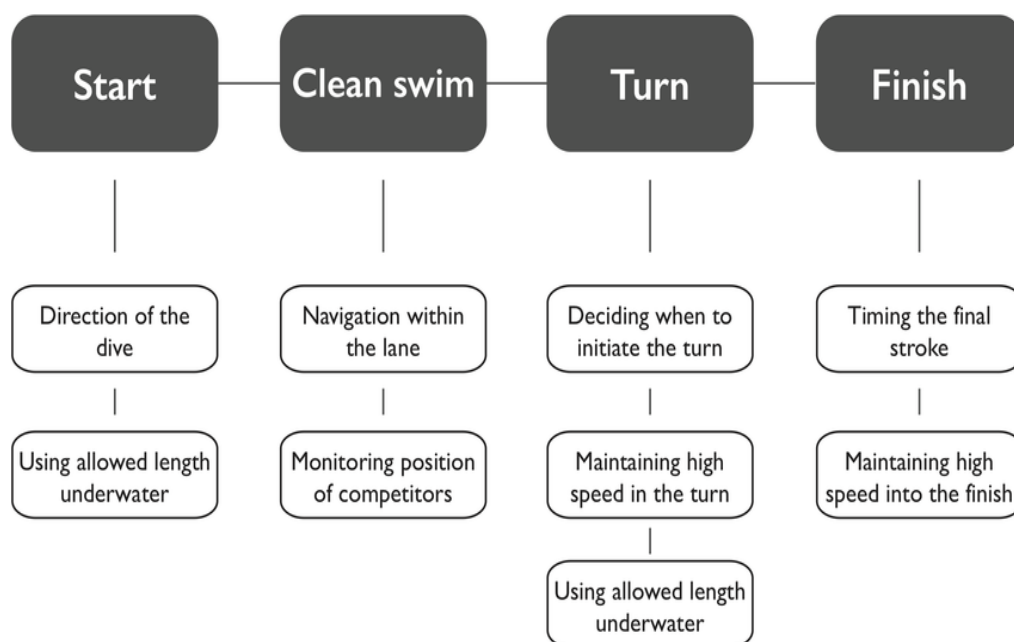 Start
Clean swim
Turn
Finish
Direction of the
dive
Navigation within
the lane
Deciding when to
initiate the turn
Timing the final
stroke
Using allowed length
underwater
Monitoring position
of competitors
Maintaining high
speed in the turn
Maintaining high
speed into the finish
Using allowed length
underwater